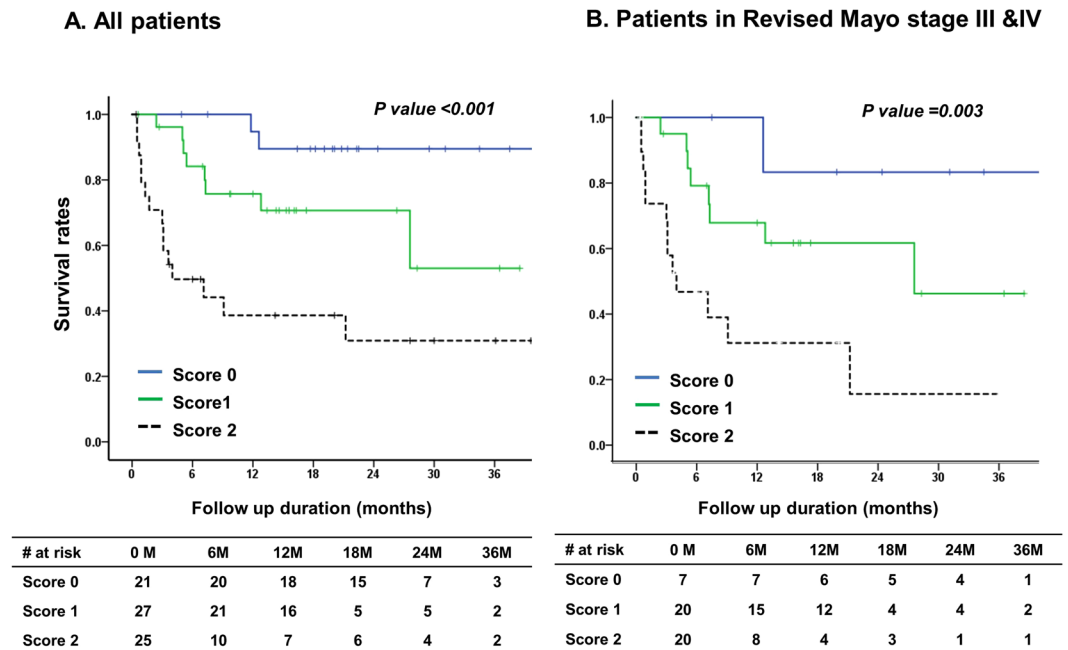 A. All patients
P value <0.001
Survival rates
1.0
0.8
0.6
0.4
0.2
0.0
Score 0
Score1
Score 2
0 6 12 18 24 30 36
Follow up duration (months)
# at risk 0 M 6M 12M 18M 24M 36M
Score 0 21 20 18 15 7 3
Score 1 27 21 16 5 5 2
Score 2 25 10 7 6 4 2
B. Patients in Revised Mayo stage III &IV
P value =0.003
1.0
0.8
0.6
0.4
0.2
0.0
Score 0
Score 1
Score 2
0 6 12 18 24 30 36
Follow up duration (months)
# at risk 0 M 6M 12M 18M 24M 36M
Score 0 7 7 6 5 4 1
Score 1 20 15 12 4 4 2
Score 2 20 8 4 3 1 1